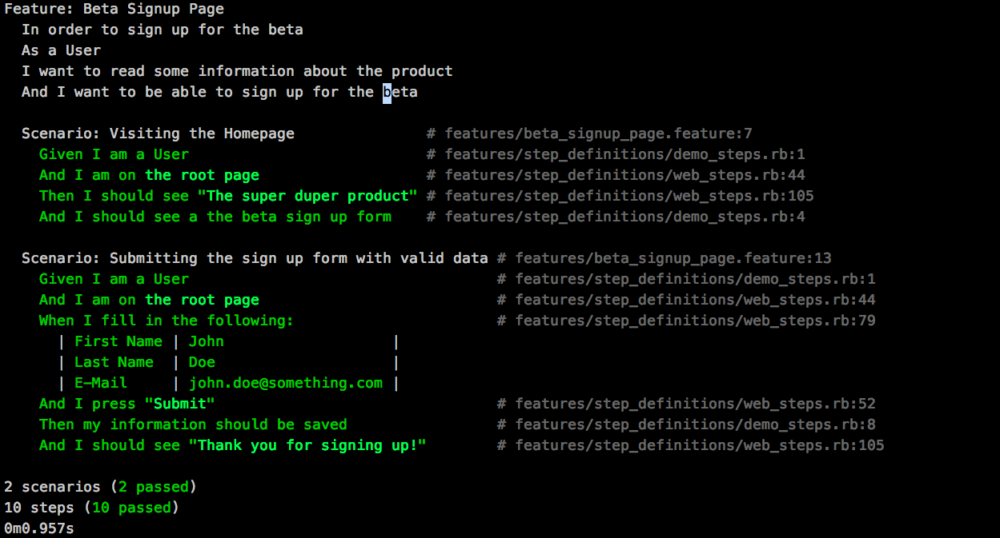 Feature: Beta Signup Page
  In order to sign up for the beta
  As a User
  I want to read some information about the product
  And I want to be able to sign up for the beta

  Scenario: Visiting the Homepage               # features/beta_signup_page.feature:7
    Given I am a User                           # features/step_definitions/demo_steps.rb:1
    And I am on the root page                   # features/step_definitions/web_steps.rb:44
    Then I should see "The super duper product" # features/step_definitions/web_steps.rb:105
    And I should see a the beta sign up form    # features/step_definitions/demo_steps.rb:4

  Scenario: Submitting the sign up form with valid data # features/beta_signup_page.feature:13
    Given I am a User                                   # features/step_definitions/demo_steps.rb:1
    And I am on the root page                           # features/step_definitions/web_steps.rb:44
    When I fill in the following:                       # features/step_definitions/web_steps.rb:79
      | First Name | John                   |
      | Last Name  | Doe                    |
      | E-Mail     | john.doe@something.com |
    And I press "Submit"                                # features/step_definitions/web_steps.rb:52
    Then my information should be saved                 # features/step_definitions/demo_steps.rb:8
    And I should see "Thank you for signing up!"        # features/step_definitions/web_steps.rb:105

2 scenarios (2 passed)
10 steps (10 passed)
0m0.957s